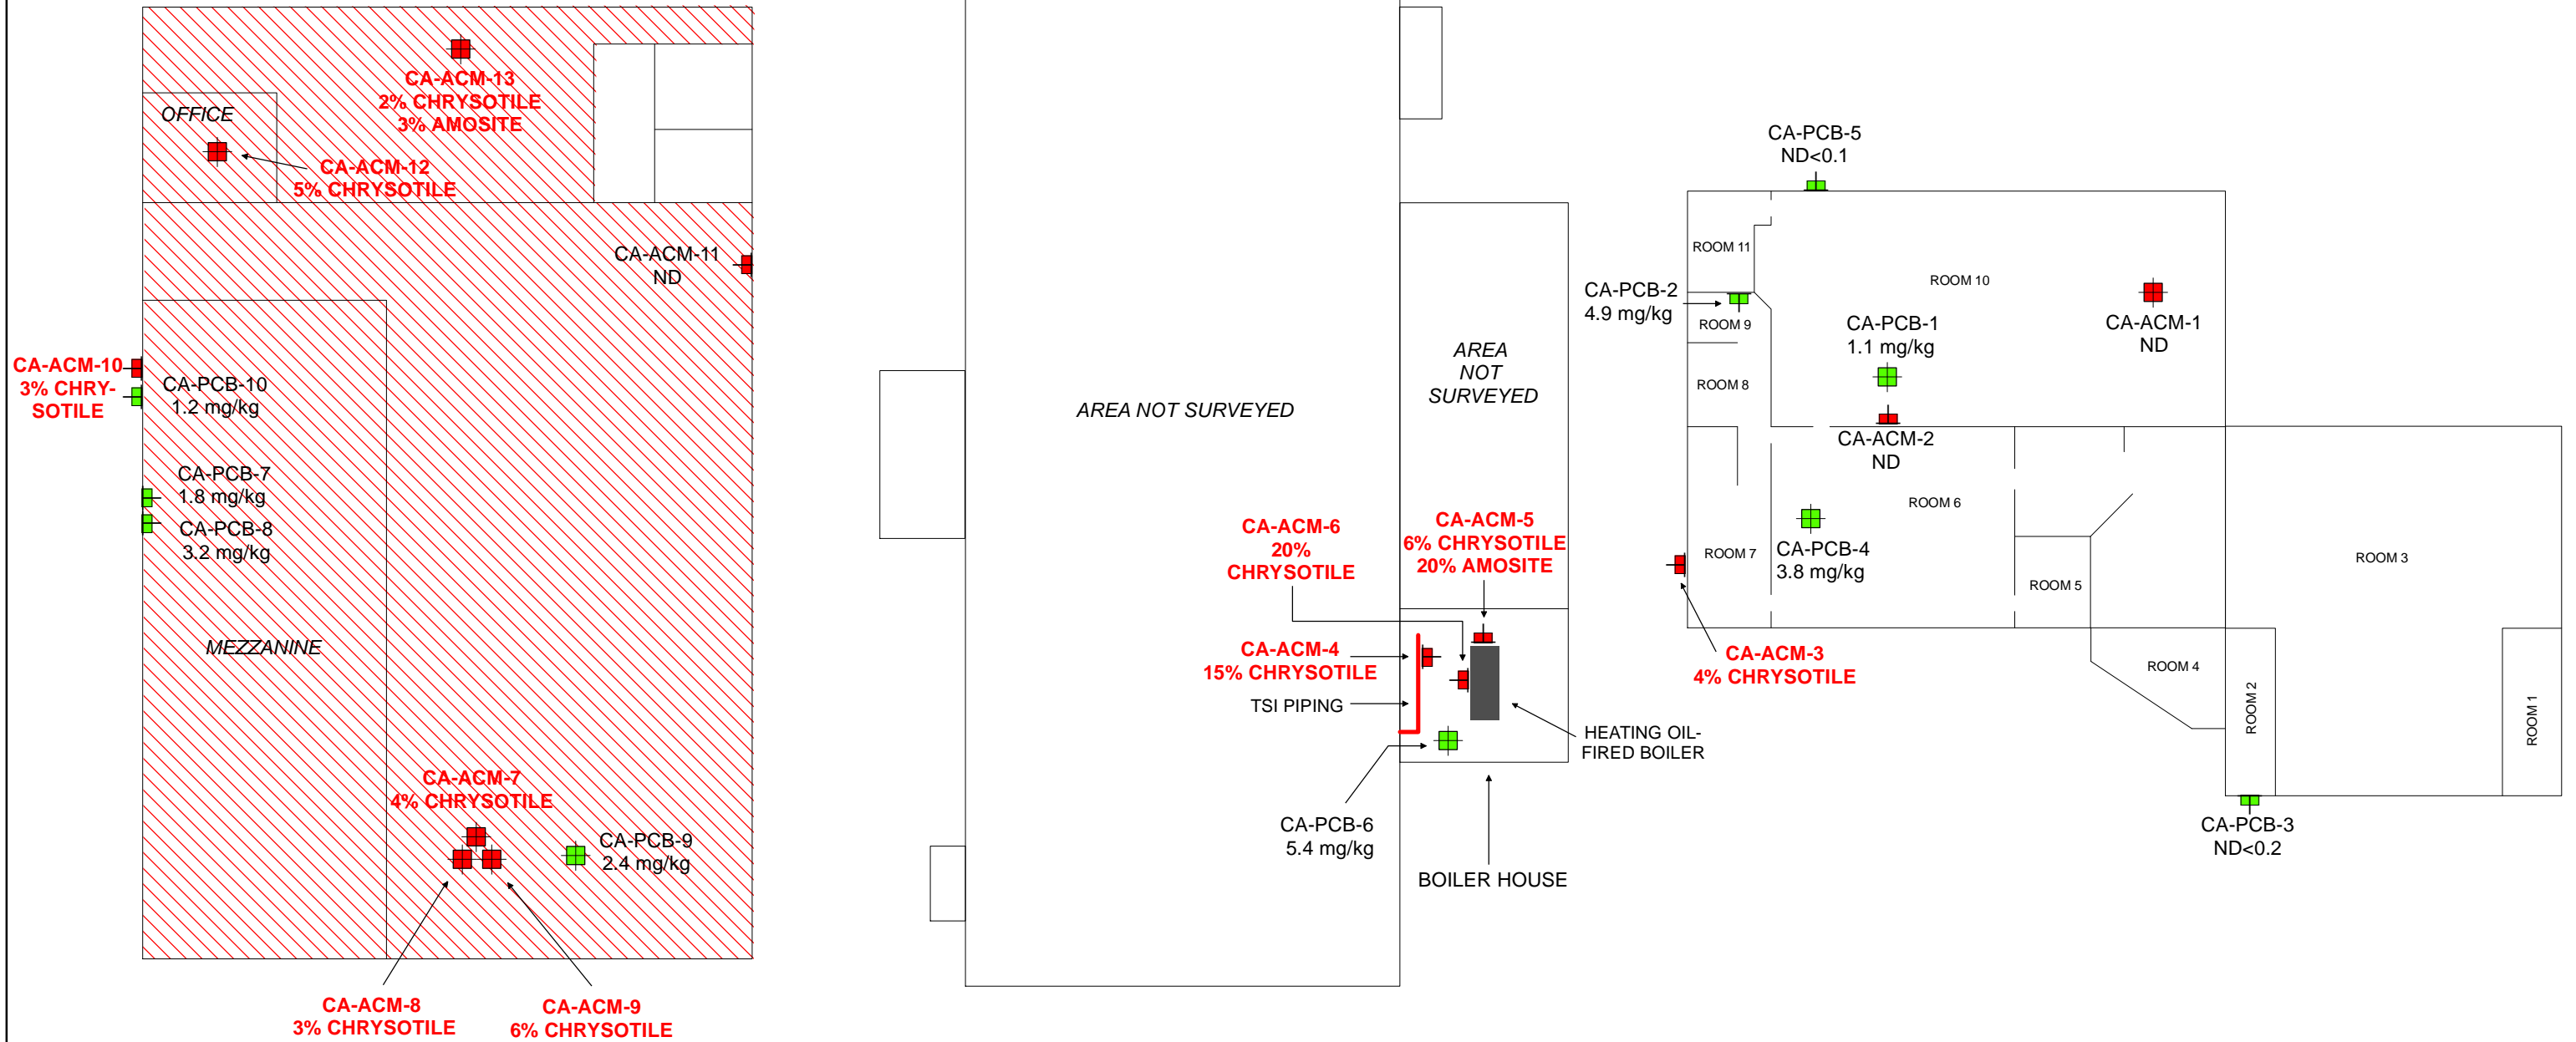 CA-ACM-13
2% CHRYSOTILE
3% AMOSITE
OFFICE
CA-ACM-12
5% CHRYSOTILE
CA-ACM-11
ND
CA-ACM-10
3% CHRY-
SOTILE
CA-PCB-10
1.2 mg/kg
CA-PCB-7
1.8 mg/kg
CA-PCB-8
3.2 mg/kg
MEZZANINE
CA-ACM-7
4% CHRYSOTILE
CA-PCB-9
2.4 mg/kg
CA-ACM-8
3% CHRYSOTILE
CA-ACM-9
6% CHRYSOTILE
AREA NOT SURVEYED
AREA
NOT
SURVEYED
CA-ACM-6
20%
CHRYSOTILE
CA-ACM-5
6% CHRYSOTILE
20% AMOSITE
CA-ACM-4
15% CHRYSOTILE
TSI PIPING
HEATING OIL-
FIRED BOILER
CA-PCB-6
5.4 mg/kg
BOILER HOUSE
CA-PCB-5
ND<0.1
ROOM 11
ROOM 10
CA-PCB-2
4.9 mg/kg
ROOM 9
CA-PCB-1
1.1 mg/kg
CA-ACM-1
ND
ROOM 8
CA-ACM-2
ND
ROOM 6
ROOM 7
CA-PCB-4
3.8 mg/kg
ROOM 5
ROOM 3
CA-ACM-3
4% CHRYSOTILE
ROOM 4
ROOM 2
ROOM 1
CA-PCB-3
ND<0.2